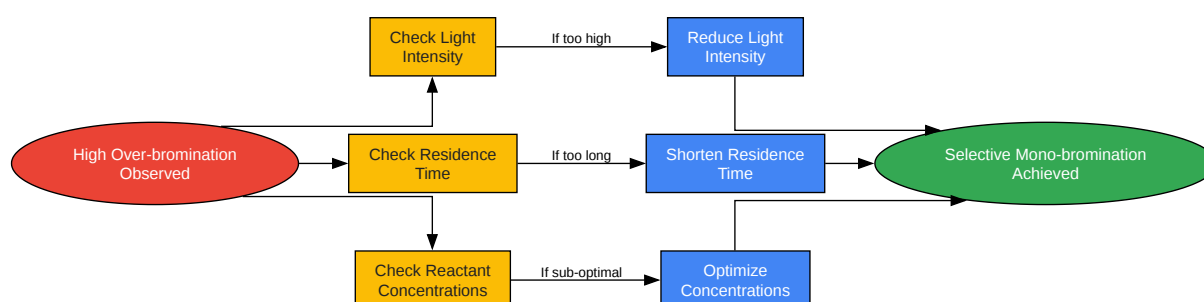 Check Light
Intensity
If too high
Reduce Light
Intensity
High Over-bromination
Observed
Check Residence
Time
If too long
Shorten Residence
Time
Selective Mono-bromination
Achieved
Check Reactant
Concentrations
If sub-optimal
Optimize
Concentrations